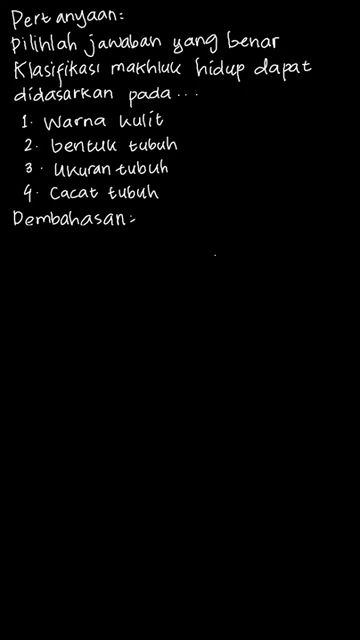 Pertanyaan:
pilihlah jawaban yang benar
Klasifikasi makhluk hidup dapat
didasarkan pada...
1. Warna kulit
2. bentuk tubuh
3. Ukuran tubuh
4. Cacat tubuh
Pembahasan: